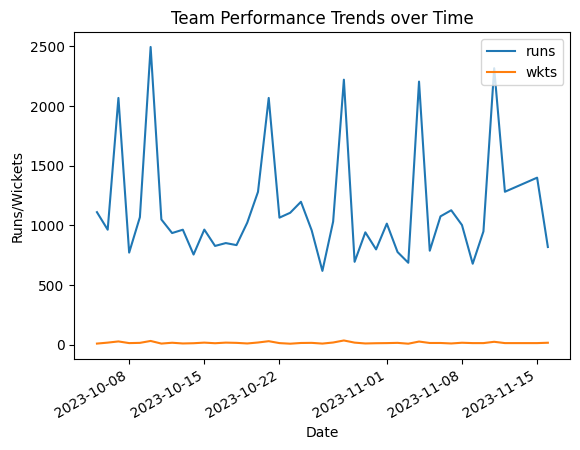 Team Performance Trends over Time
runs
wkts
Runs/Wickets
2500
2000
1500
1000
500
0
2023-10-08
2023-10-15
2023-10-22
2023-11-01
2023-11-08
2023-11-15
Date